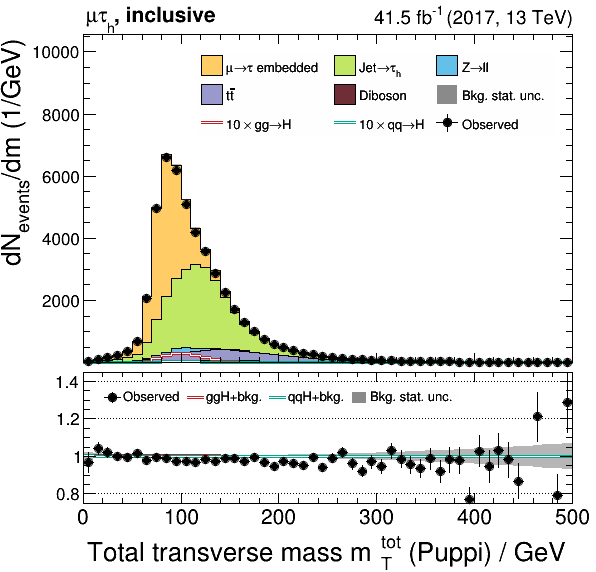 μτh, inclusive 41.5 fb⁻¹ (2017, 13 TeV)
dN_events/dm (1/GeV)
10000
8000
6000
4000
2000
μ→τ embedded Jet→τh Z→ll
tt̄ Diboson Bkg. stat. unc.
10 × gg→H 10 × qq→H Observed
1.4
1.2
1
0.8
Observed ggH+bkg. qqH+bkg. Bkg. stat. unc.
0 100 200 300 400 500
Total transverse mass m_T^tot (Puppi) / GeV